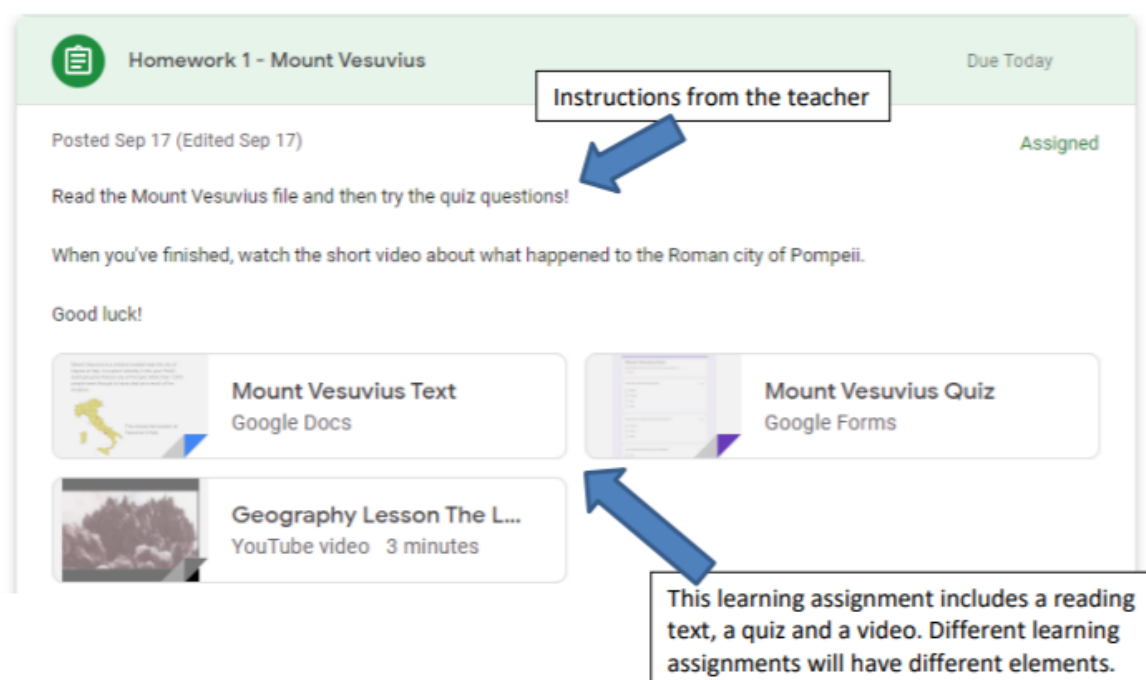 Homework 1 - Mount Vesuvius
Due Today
Instructions from the teacher
Posted Sep 17 (Edited Sep 17)
Assigned
Read the Mount Vesuvius file and then try the quiz questions!
When you've finished, watch the short video about what happened to the Roman city of Pompeii.
Good luck!
Mount Vesuvius Text
Google Docs
Mount Vesuvius Quiz
Google Forms
Geography Lesson The L...
YouTube video 3 minutes
This learning assignment includes a reading
text, a quiz and a video. Different learning
assignments will have different elements.